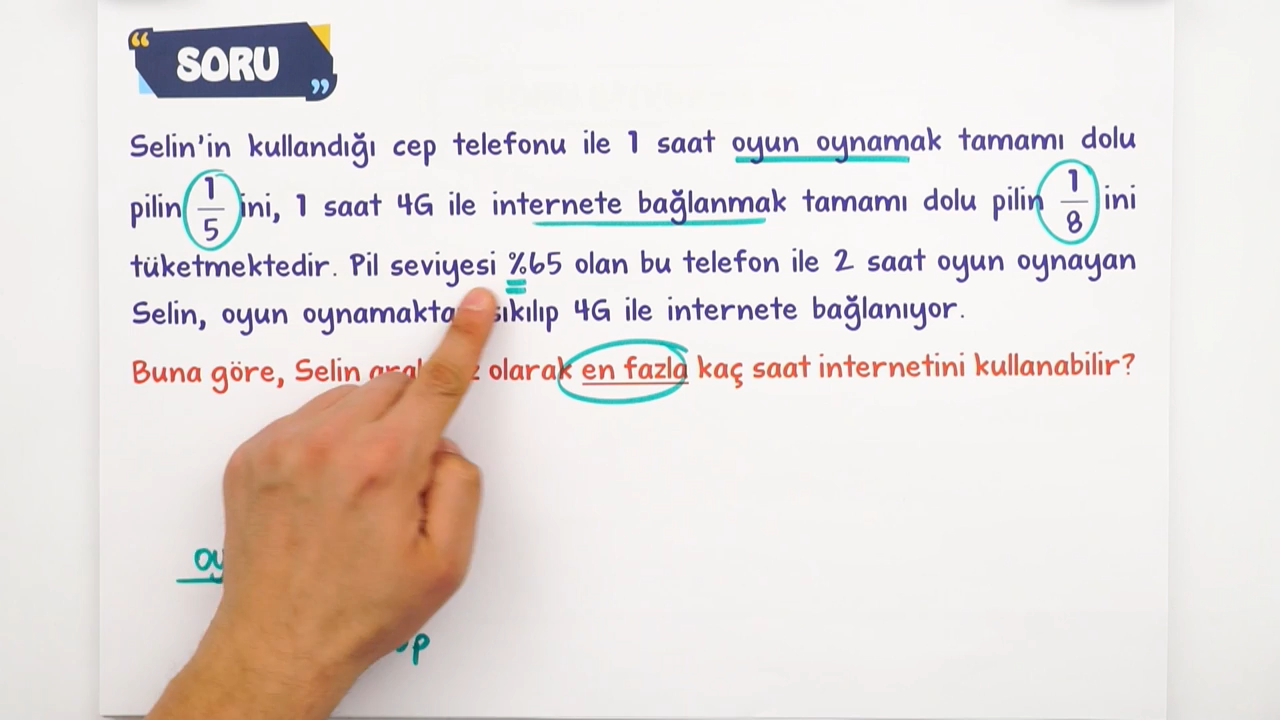 SORU
Selin'in kullandığı cep telefonu ile 1 saat oyun oynamak tamamı dolu
pilin 1/5 ini, 1 saat 4G ile internete bağlanmak tamamı dolu pilin 1/8 ini
tüketmektedir. Pil seviyesi %65 olan bu telefon ile 2 saat oyun oynayan
Selin, oyun oynamakta sıkılıp 4G ile internete bağlanıyor.
Buna göre, Selin olarak en fazla kaç saat internetini kullanabilir?